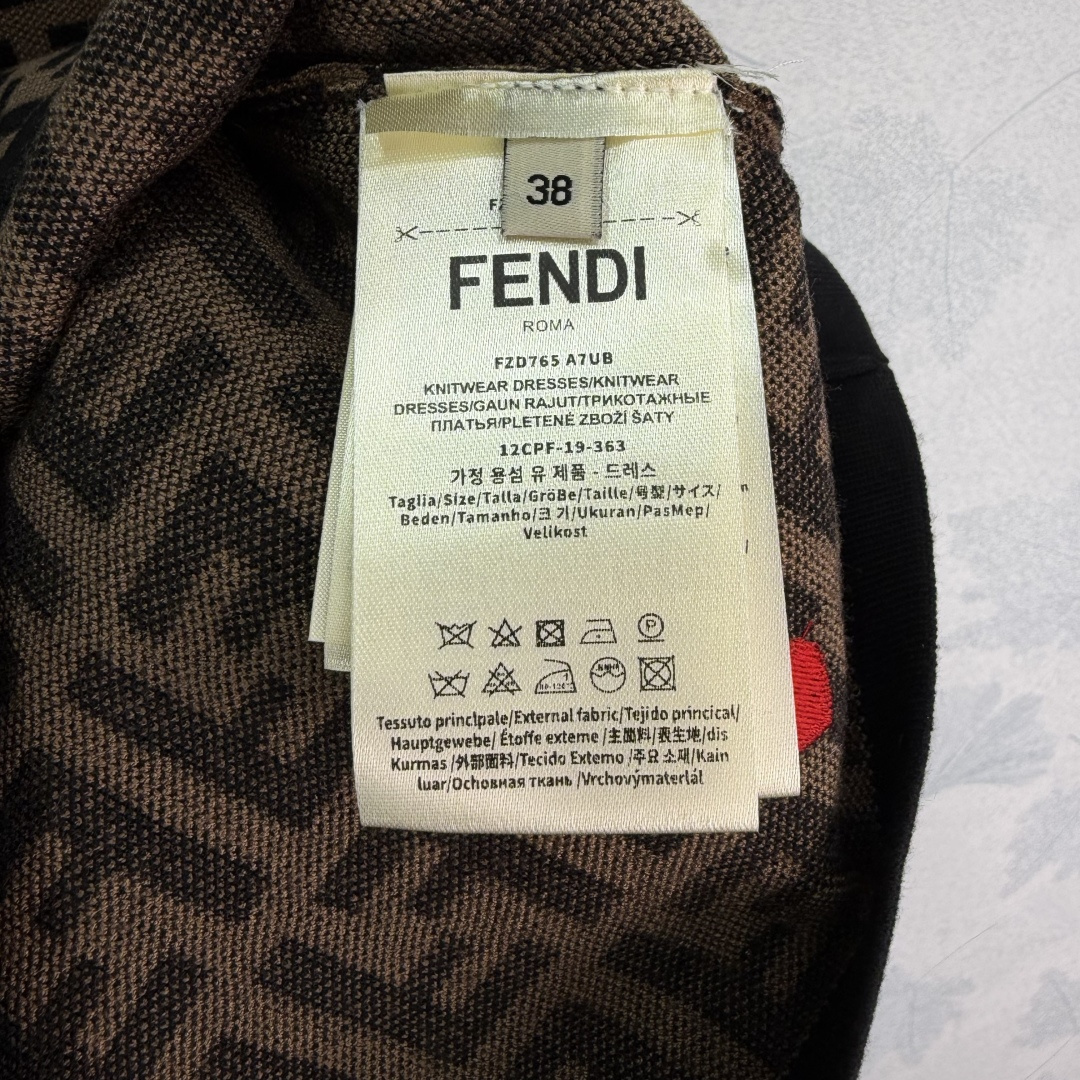 38
FENDI
ROMA
FZD765 A7UB
KNITWEAR DRESSES/KNITWEAR
DRESSES/GAUN RAJUT/ТРИКОТАЖНЫЕ
ПЛАТЬЯ/PLETENÉ ZBOŽÍ ŠATY
12CPF-19-363
가정 용섬 유 제품 - 드레스
Taglia/Size/Talla/GröBe/Taille/号型/サイズ/
Beden/Tamanho/크 기/Ukuran/РаsМер/
Velikost
P
Tessuto principale/External fabric/Tejido princical/
Hauptgewebe/ Étoffe exteme /主面料/表生地/dis
Kurmas /外部面料/Tecido Extemo /주요 소재/Kain
luar/Основная ткань /Vrchovýmateriál